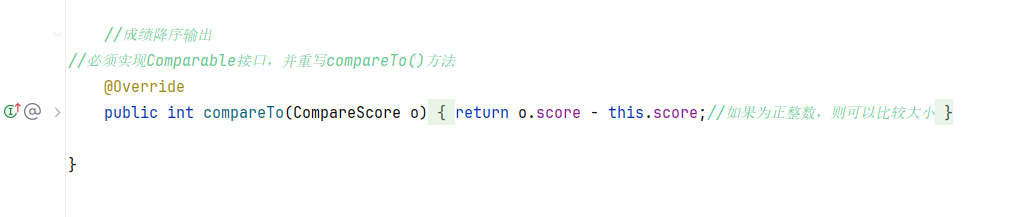 //成绩降序输出
//必须实现Comparable接口，并重写compareTo()方法
@Override
public int compareTo(CompareScore o) { return o.score - this.score;//如果为正整数，则可以比较大小 }
}